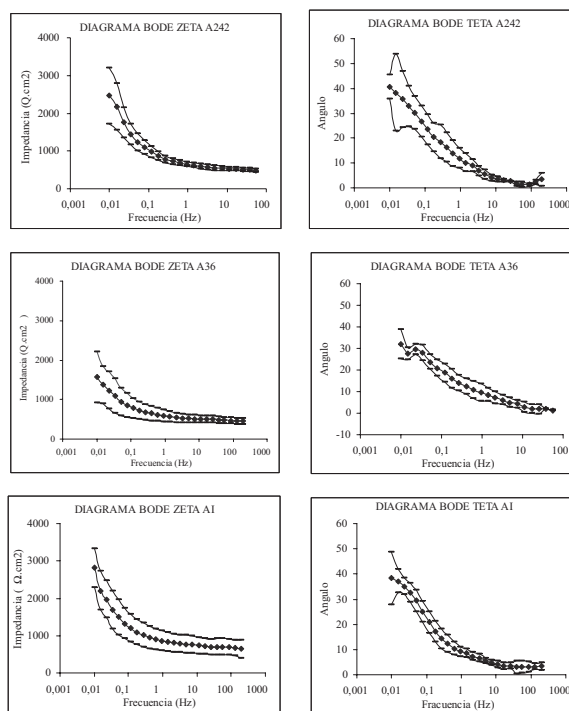 DIAGRAMA BODE ZETA A242
Impedancia (Q.cm2)
4000
3000
2000
1000
0
0,001 0,01 0,1 1 10 100
Frecuencia (Hz)
DIAGRAMA BODE TETA A242
Angulo
60
50
40
30
20
10
0
0,001 0,01 0,1 1 10 100 1000
Frecuencia (Hz)
DIAGRAMA BODE ZETA A36
Impedancia (Q.cm2 )
4000
3000
2000
1000
0
0,001 0,01 0,1 1 10 100 1000
Frecuencia (Hz)
DIAGRAMA BODE TETA A36
Angulo
60
50
40
30
20
10
0
-10
0,001 0,01 0,1 1 10 100
Frecuencia (Hz)
DIAGRAMA BODE ZETA AI
Impedancia ( Ω.cm2)
4000
3000
2000
1000
0
0,001 0,01 0,1 1 10 100 1000
Frecuencia (Hz)
DIAGRAMA BODE TETA AI
Angulo
60
50
40
30
20
10
0
0,001 0,01 0,1 1 10 100 1000
Fracuencia (Hz)